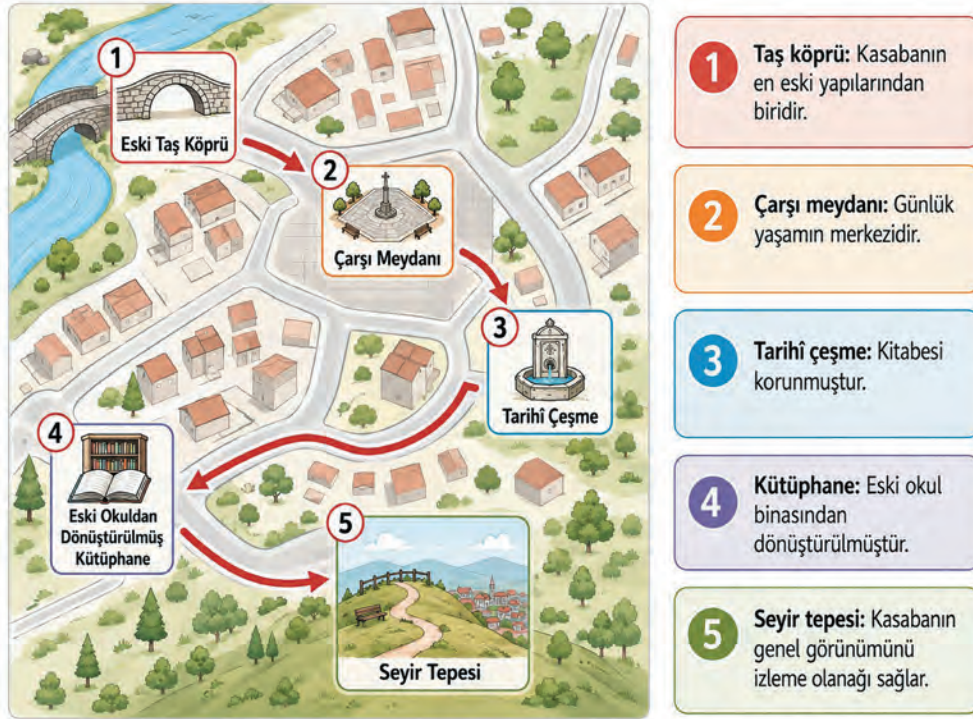 1
Eski Taş Köprü
2
Çarşı Meydanı
3
Tarihî Çeşme
4
Eski Okuldan
Dönüştürülmüş
Kütüphane
5
Seyir Tepesi
1
Taş köprü: Kasabanın
en eski yapılarından
biridir.
2
Çarşı meydanı: Günlük
yaşamın merkezidir.
3
Tarihî çeşme: Kitabesi
korunmuştur.
4
Kütüphane: Eski okul
binasından
dönüştürülmüştür.
5
Seyir tepesi: Kasabanın
genel görünümünü
izleme olanağı sağlar.